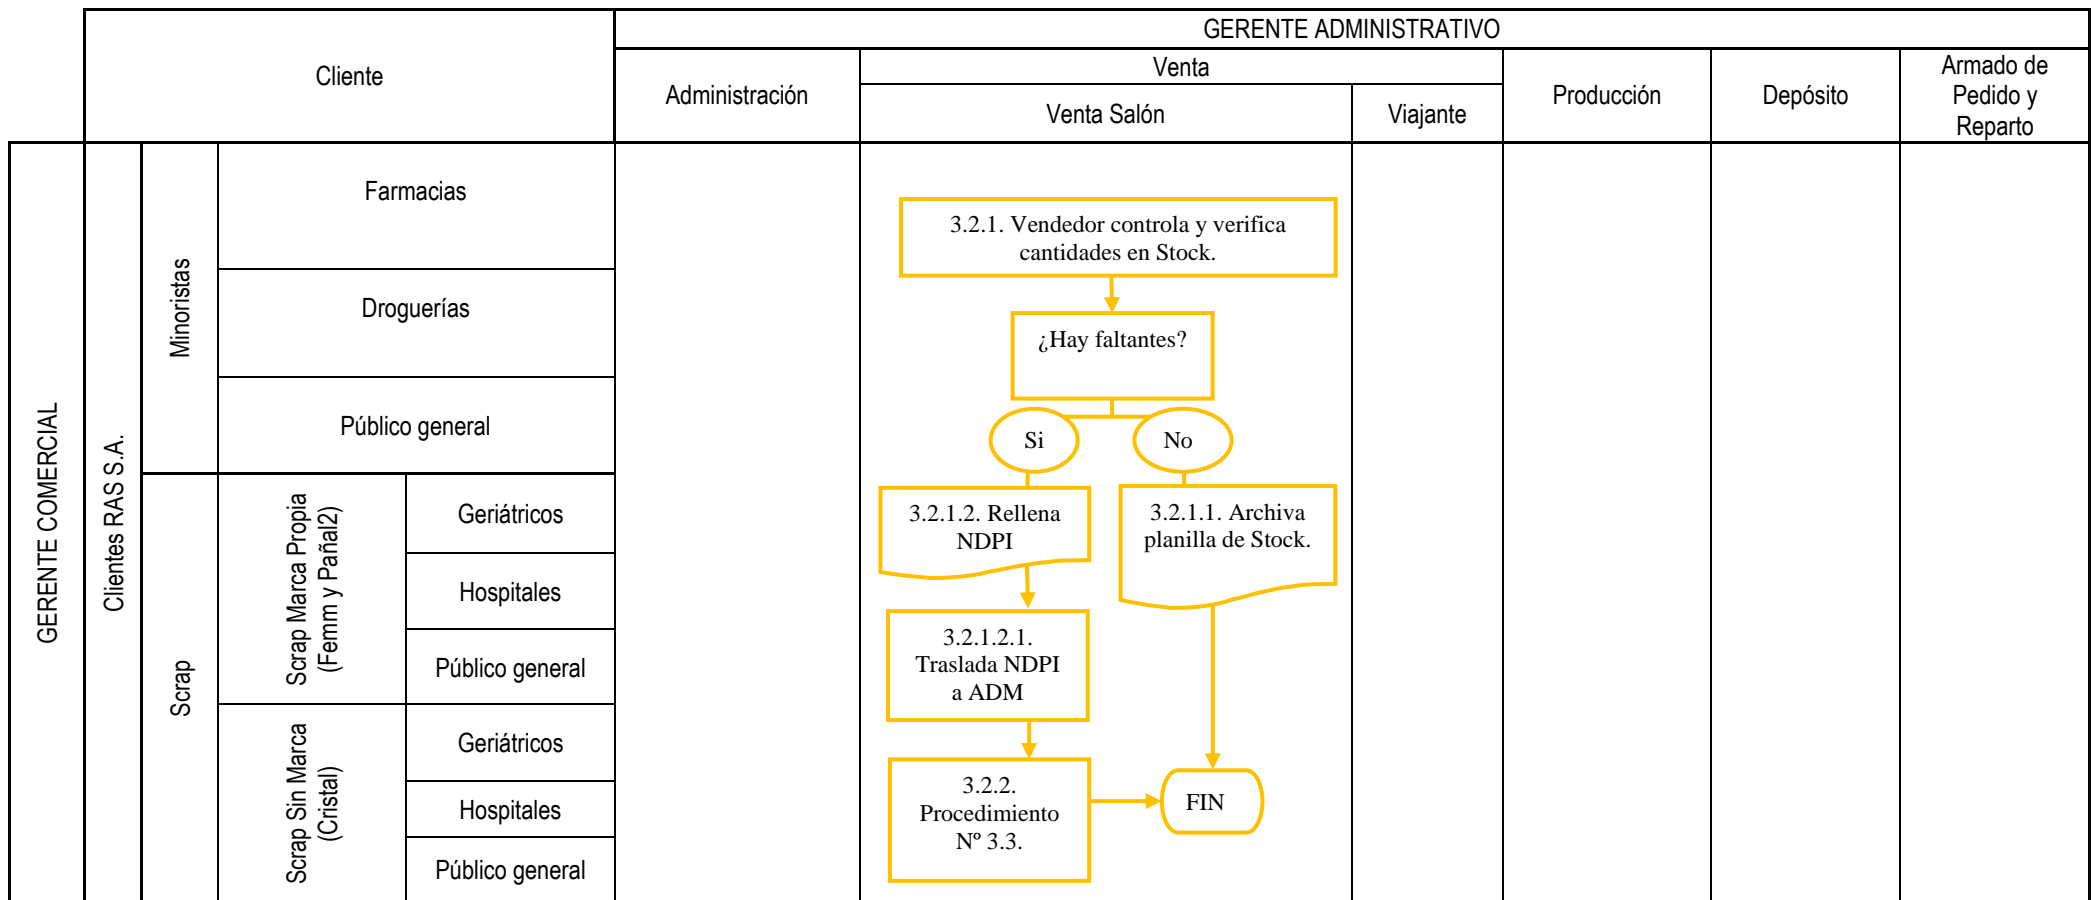 GERENTE ADMINISTRATIVO
Cliente
Administración
Venta
Venta Salón
Viajante
Producción
Depósito
Armado de
Pedido y
Reparto
GERENTE COMERCIAL
Clientes RAS S.A.
Minoristas
Farmacias
Droguerías
Público general
Scrap
Scrap Marca Propia
(Femm y Pañal2)
Geriátricos
Hospitales
Público general
Scrap Sin Marca
(Cristal)
Geriátricos
Hospitales
Público general
3.2.1. Vendedor controla y verifica
cantidades en Stock.
¿Hay faltantes?
Si
No
3.2.1.2. Rellena
NDPI
3.2.1.1. Archiva
planilla de Stock.
3.2.1.2.1.
Traslada NDPI
a ADM
3.2.2.
Procedimiento
Nº 3.3.
FIN